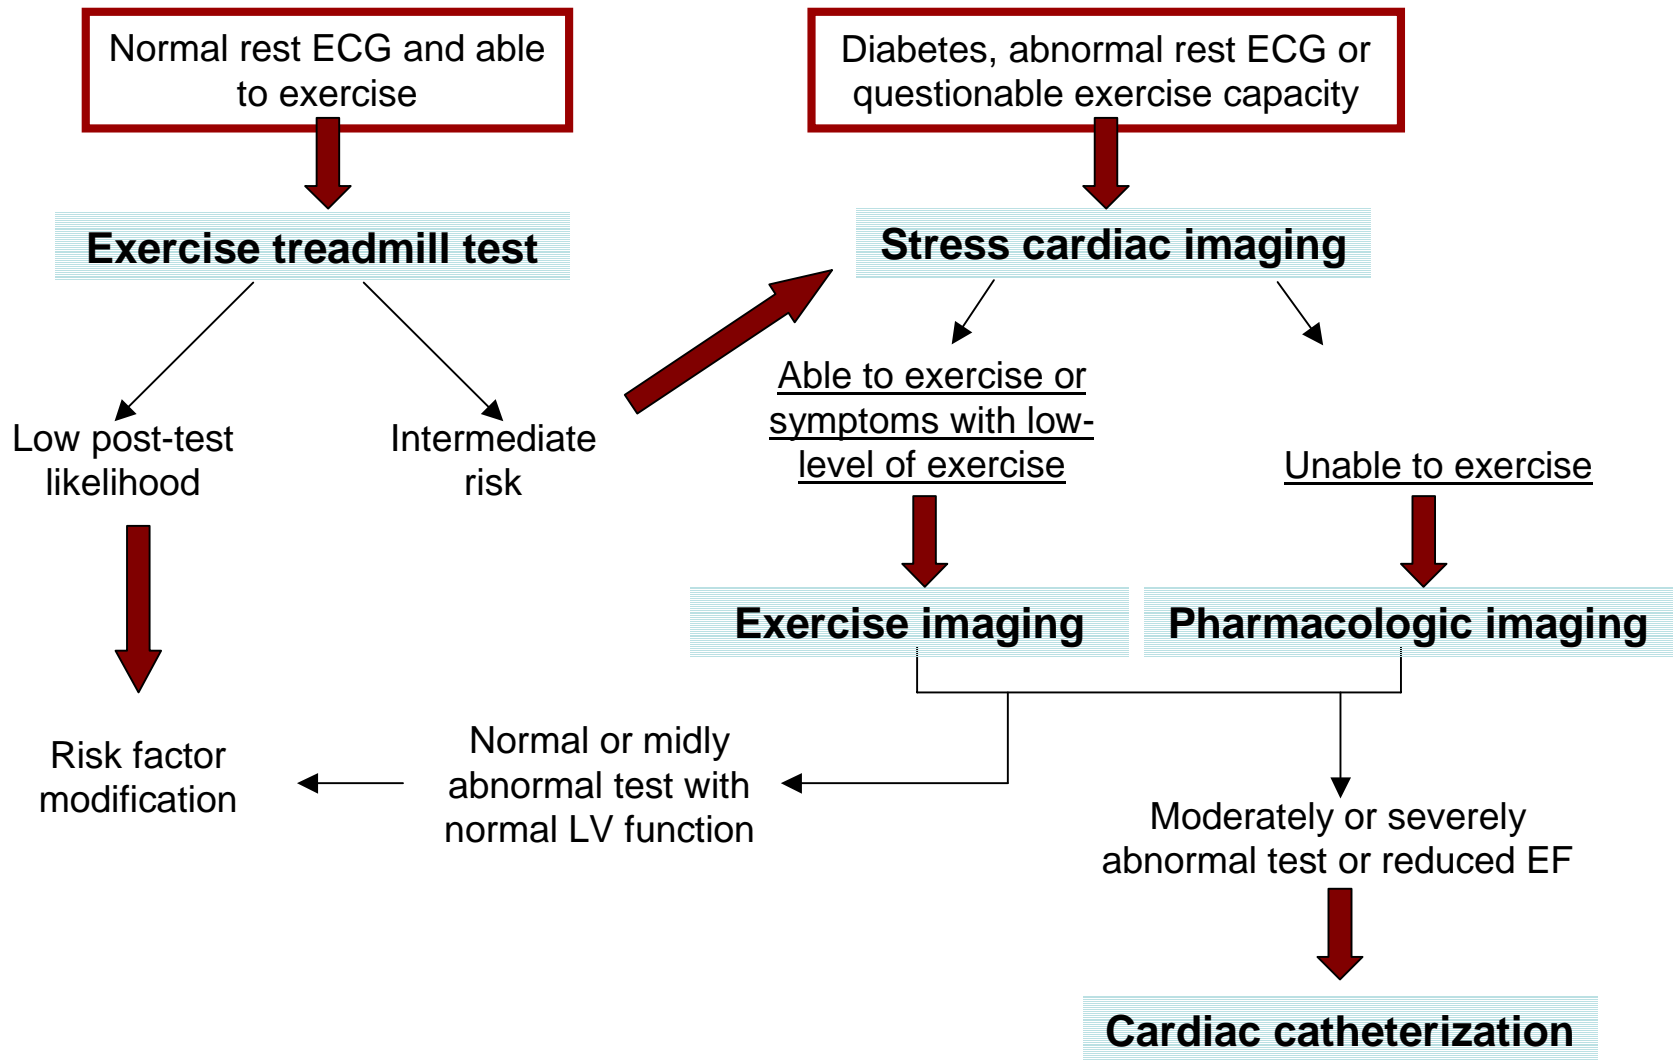 Normal rest ECG and able
to exercise
Diabetes, abnormal rest ECG or
questionable exercise capacity
Exercise treadmill test
Stress cardiac imaging
Low post-test
likelihood
Intermediate
risk
Able to exercise or
symptoms with low-
level of exercise
Unable to exercise
Exercise imaging
Pharmacologic imaging
Risk factor
modification
Normal or midly
abnormal test with
normal LV function
Moderately or severely
abnormal test or reduced EF
Cardiac catheterization